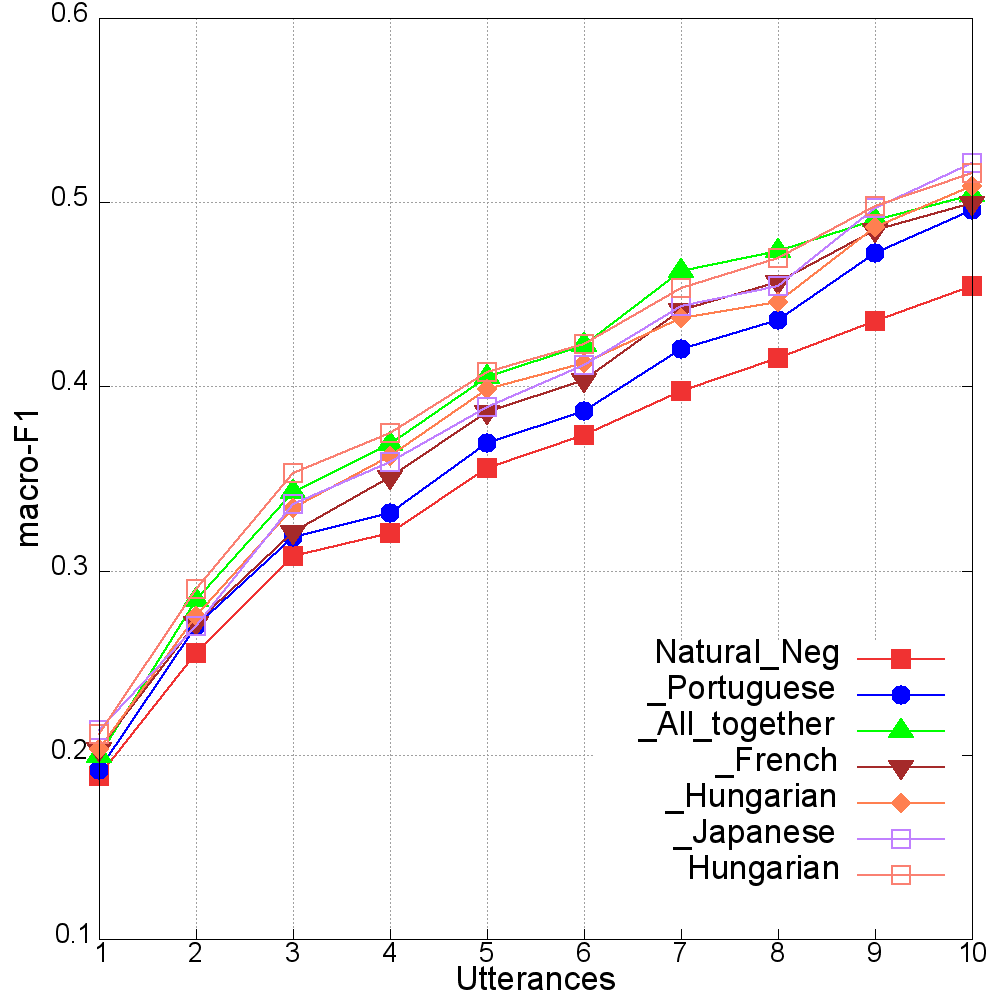 0.6
0.5
0.4
0.3
0.2
0.1
macro-F1
Natural_Neg
_Portuguese
_All_together
_French
_Hungarian
_Japanese
Hungarian
1 2 3 4 5 6 7 8 9 10
Utterances